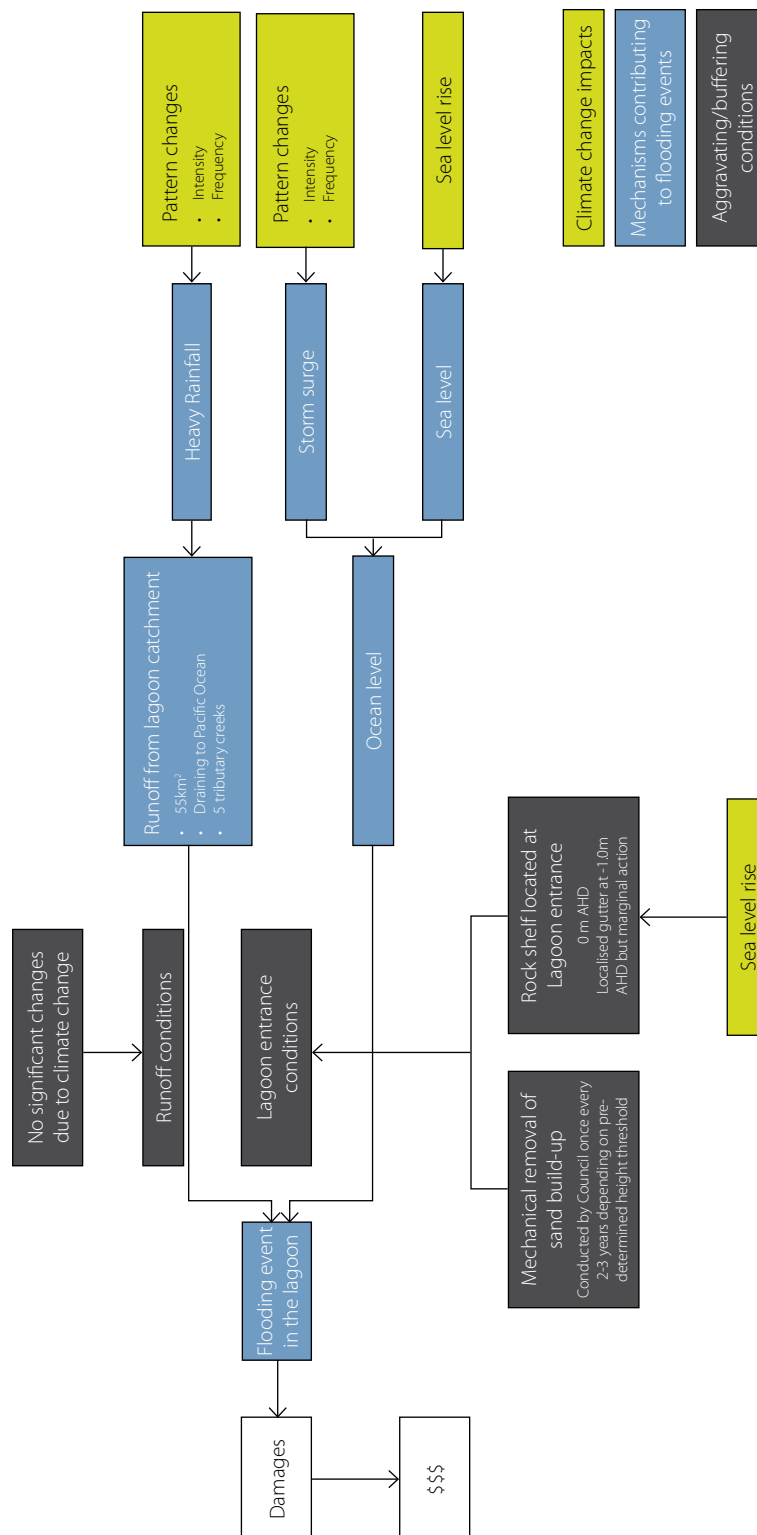 No significant changes
due to climate change
Runoff conditions
Runoff from lagoon catchment
• 55km²
• Draining to Pacific Ocean
• 5 tributary creeks
Heavy Rainfall
Pattern changes
• Intensity
• Frequency
Damages
Flooding event
in the lagoon
Lagoon entrance
conditions
Storm surge
Pattern changes
• Intensity
• Frequency
$$$
Ocean level
Sea level
Sea level rise
Mechanical removal of
sand build-up
Conducted by Council once every
2-3 years depending on pre-
determined height threshold
Rock shelf located at
Lagoon entrance
0 m AHD
Localised gutter at -1.0m
AHD but marginal action
Sea level rise
Climate change impacts
Mechanisms contributing
to flooding events
Aggravating/buffering
conditions